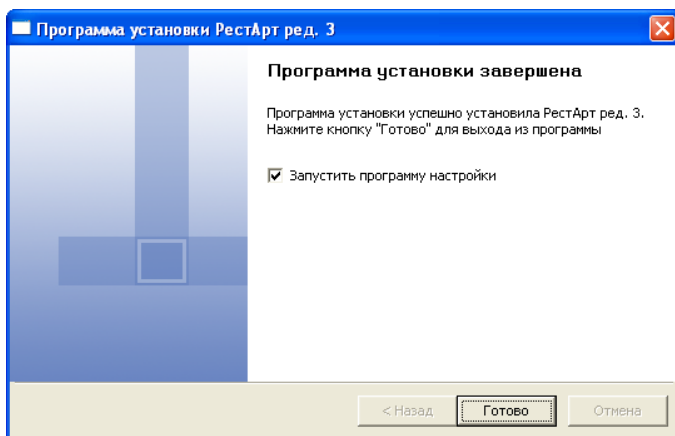 Программа установки РестАрт ред. 3
Программа установки завершена
Программа установки успешно установила РестАрт ред. 3.
Нажмите кнопку "Готово" для выхода из программы
Запустить программу настройки
< Назад
Готово
Отмена